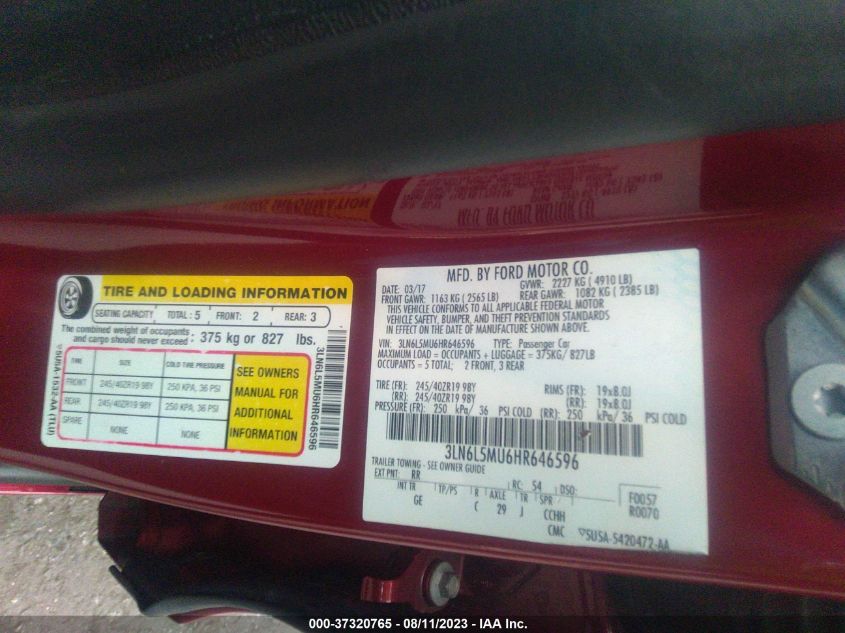 TIRE AND LOADING INFORMATION
SEATING CAPACITY TOTAL : 5 FRONT: 2 REAR: 3
The combined weight of occupants and cargo should never exceed : 375 kg or 827 lbs.
TIRE SIZE COLD TIRE PRESSURE
FRONT 245/40ZR19 98Y 250 KPA, 36 PSI
REAR 245/40ZR19 98Y 250 KPA, 36 PSI
SPARE NONE NONE
SEE OWNERS
MANUAL FOR
ADDITIONAL
INFORMATION
5USA-1532-AA (TLU)
3LN6L5MU6HR646596
MFD. BY FORD MOTOR CO.
DATE: 03/17 GVWR: 2227 KG ( 4910 LB)
FRONT GAWR: 1163 KG ( 2565 LB) REAR GAWR: 1082 KG ( 2385 LB)
THIS VEHICLE CONFORMS TO ALL APPLICABLE FEDERAL MOTOR
VEHICLE SAFETY, BUMPER, AND THEFT PREVENTION STANDARDS
IN EFFECT ON THE DATE OF MANUFACTURE SHOWN ABOVE.
VIN: 3LN6L5MU6HR646596 TYPE: Passenger Car
MAXIMUM LOAD = OCCUPANTS + LUGGAGE = 375KG/ 827LB
OCCUPANTS = 5 TOTAL: 2 FRONT, 3 REAR
TIRE (FR): 245/40ZR19 98Y RIMS (FR): 19x8.0J
(RR): 245/40ZR19 98Y (RR): 19x8.0J
PRESSURE (FR): 250 kPa/ 36 PSI COLD (RR): 250 kPa/ 36 PSI COLD
3LN6L5MU6HR646596
TRAILER TOWING - SEE OWNER GUIDE
EXT PNT: RR RC: 54 DSO:
INT TR TP/PS R AXLE TR SPR F0057
GE C 29 J CCHH R0070
CMC 5USA-5420472-AA
000-37320765 - 08/11/2023 - IAA Inc.